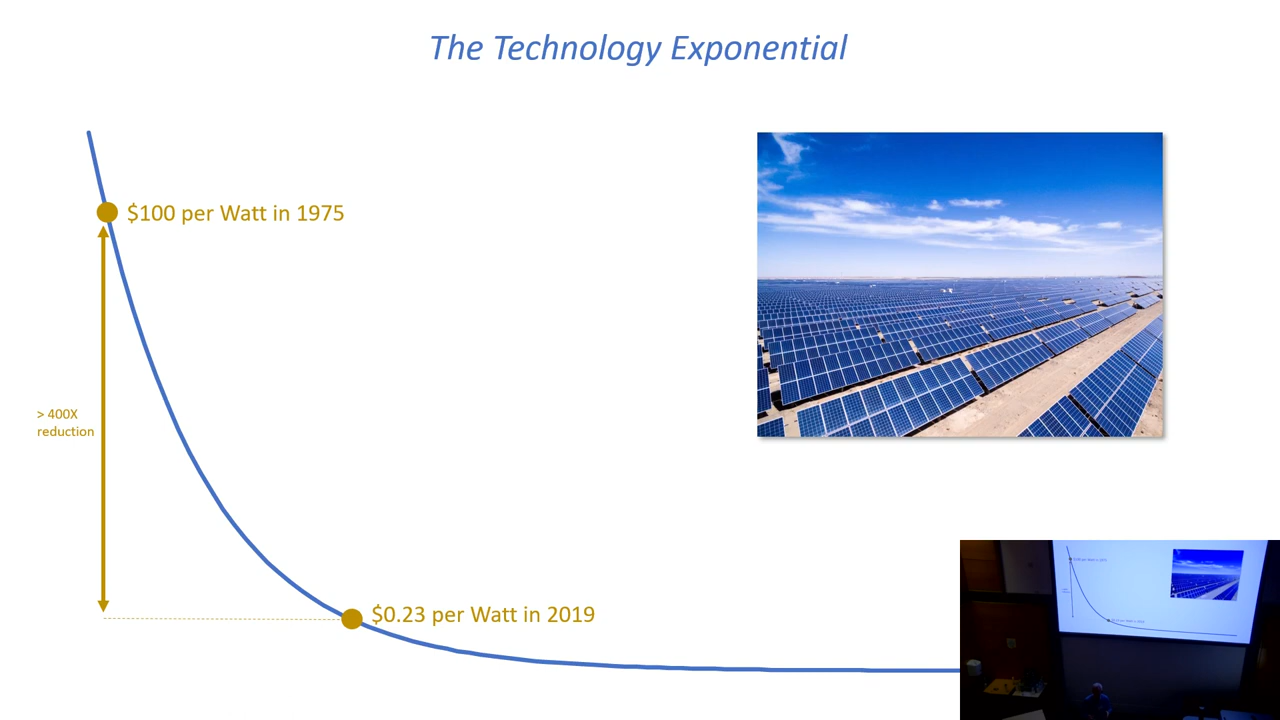 The Technology Exponential
$100 per Watt in 1975
> 400X
reduction
$0.23 per Watt in 2019